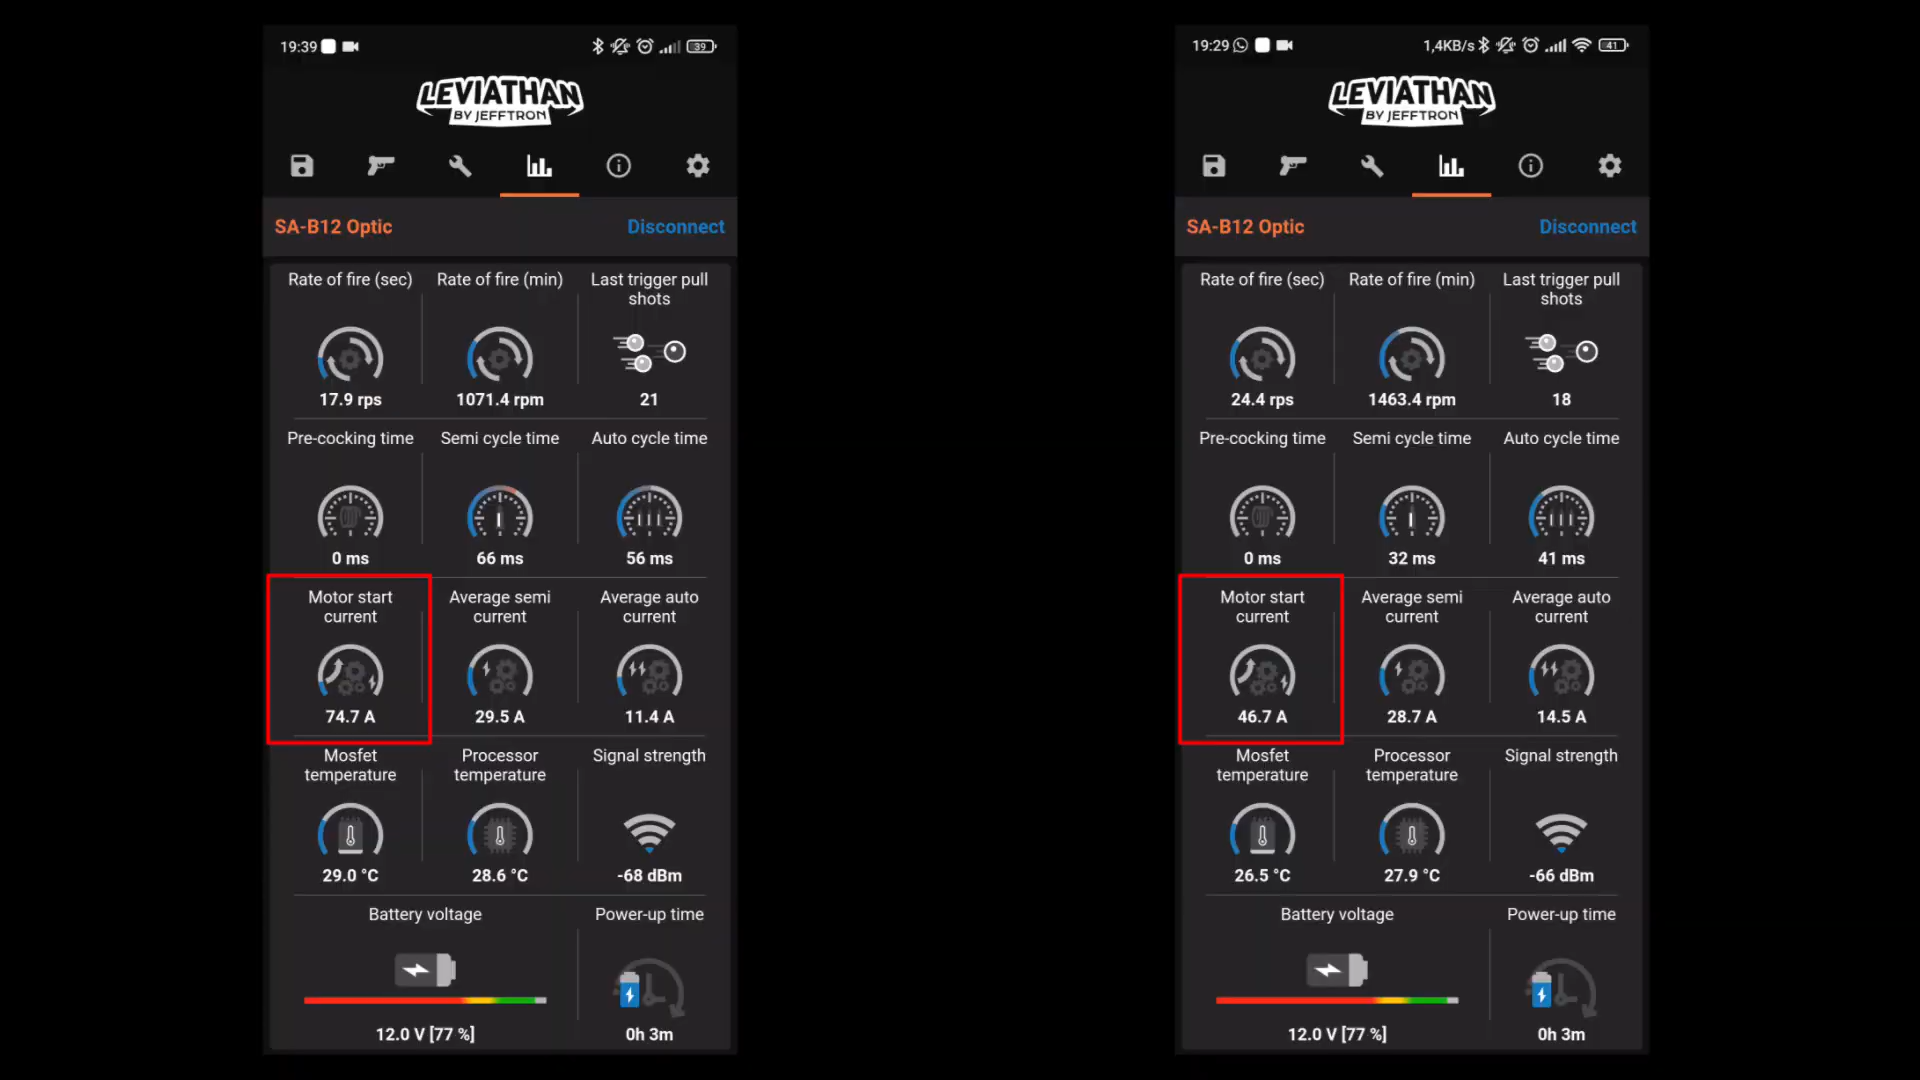 19:39
39
LEVIATHAN
BY JEFFTRON
SA-B12 Optic
Disconnect
Rate of fire (sec)
Rate of fire (min)
Last trigger pull
shots
17.9 rps
1071.4 rpm
21
Pre-cocking time
Semi cycle time
Auto cycle time
0 ms
66 ms
56 ms
Motor start
current
Average semi
current
Average auto
current
74.7 A
29.5 A
11.4 A
Mosfet
temperature
Processor
temperature
Signal strength
29.0 °C
28.6 °C
-68 dBm
Battery voltage
Power-up time
12.0 V [77 %]
0h 3m
19:29
1,4KB/s
41
LEVIATHAN
BY JEFFTRON
SA-B12 Optic
Disconnect
Rate of fire (sec)
Rate of fire (min)
Last trigger pull
shots
24.4 rps
1463.4 rpm
18
Pre-cocking time
Semi cycle time
Auto cycle time
0 ms
32 ms
41 ms
Motor start
current
Average semi
current
Average auto
current
46.7 A
28.7 A
14.5 A
Mosfet
temperature
Processor
temperature
Signal strength
26.5 °C
27.9 °C
-66 dBm
Battery voltage
Power-up time
12.0 V [77 %]
0h 3m